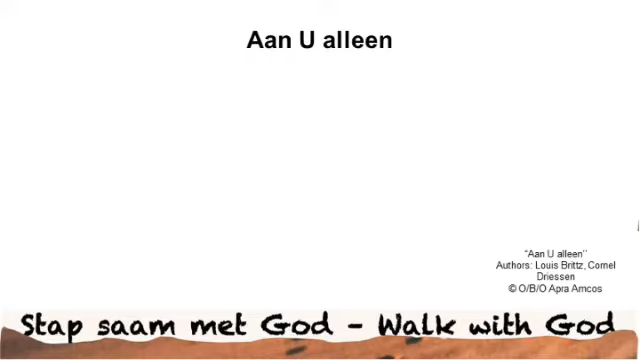 Aan U alleen
"Aan U alleen"
Authors: Louis Brittz, Cornel
Driessen
© O/B/O Apra Amcos
Stap saam met God - Walk with God